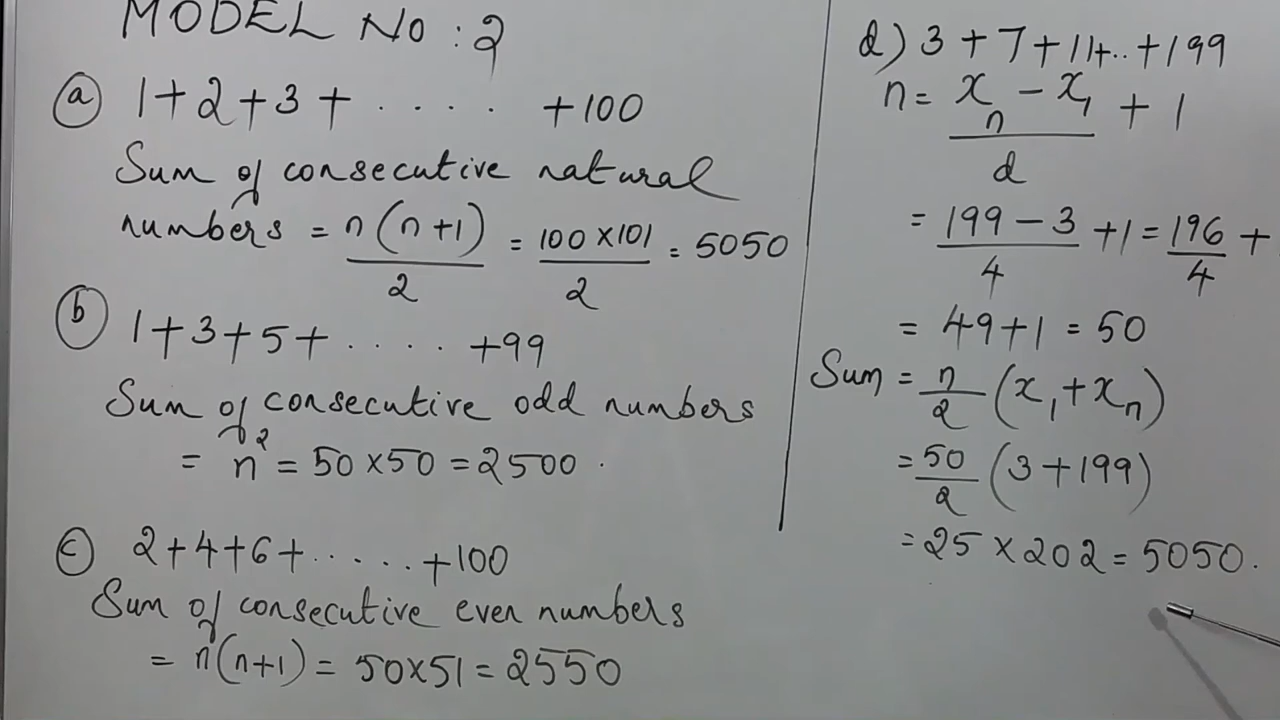 MODEL No : 2
a 1+2+3+ . . . . +100
Sum of consecutive natural
numbers = n(n+1)/2 = 100×101/2 = 5050
b 1+3+5+ . . . . +99
Sum of consecutive odd numbers
= n² = 50×50 = 2500 .
c 2+4+6+ . . . . . +100
Sum of consecutive even numbers
= n(n+1) = 50×51 = 2550
d) 3+7+11+..+199
n = xₙ - x₁/d + 1
= 199-3/4 +1 = 196/4 +
= 49+1 = 50
Sum = n/2 (x₁+xₙ)
= 50/2 (3+199)
= 25 × 202 = 5050.